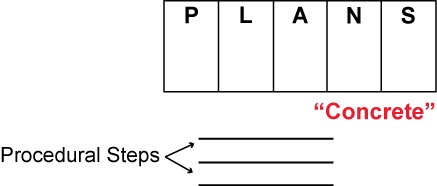 P L A N S
“Concrete”
Procedural Steps